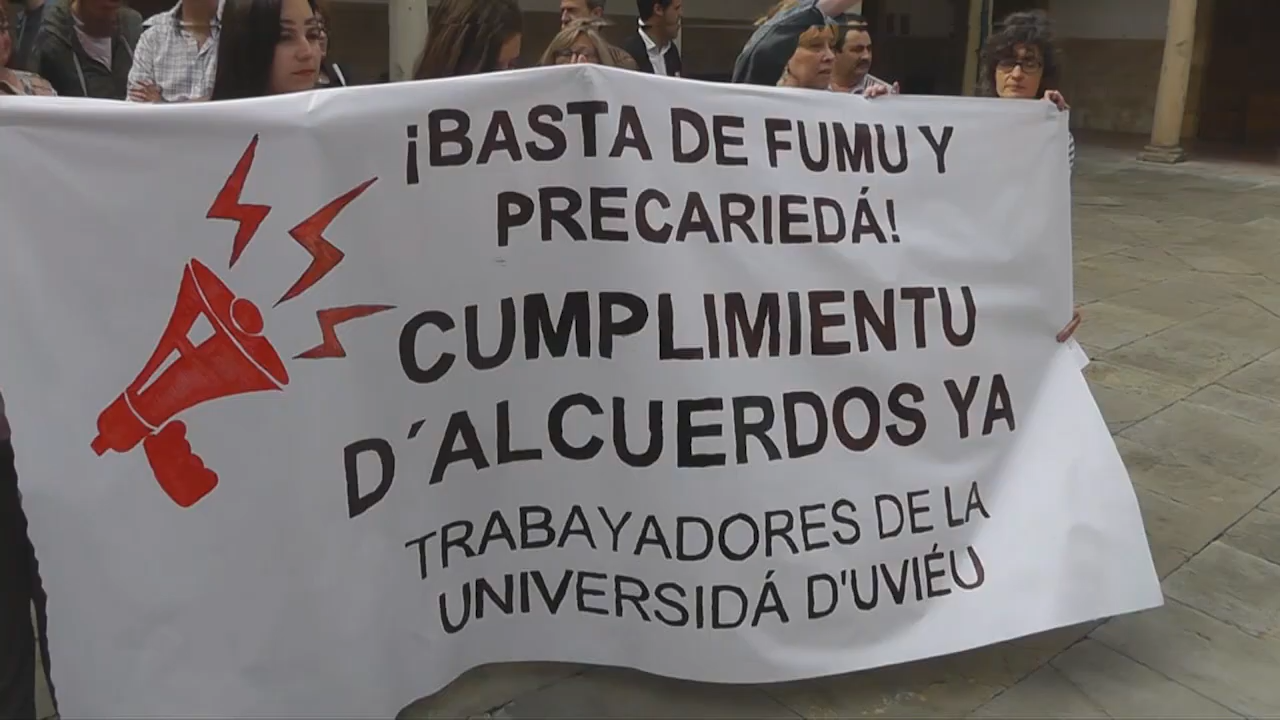 ¡BASTA DE FUMU Y
PRECARIEDÁ!
CUMPLIMIENTU
D´ALCUERDOS YA
TRABAYADORES DE LA
UNIVERSIDÁ D'UVIÉU